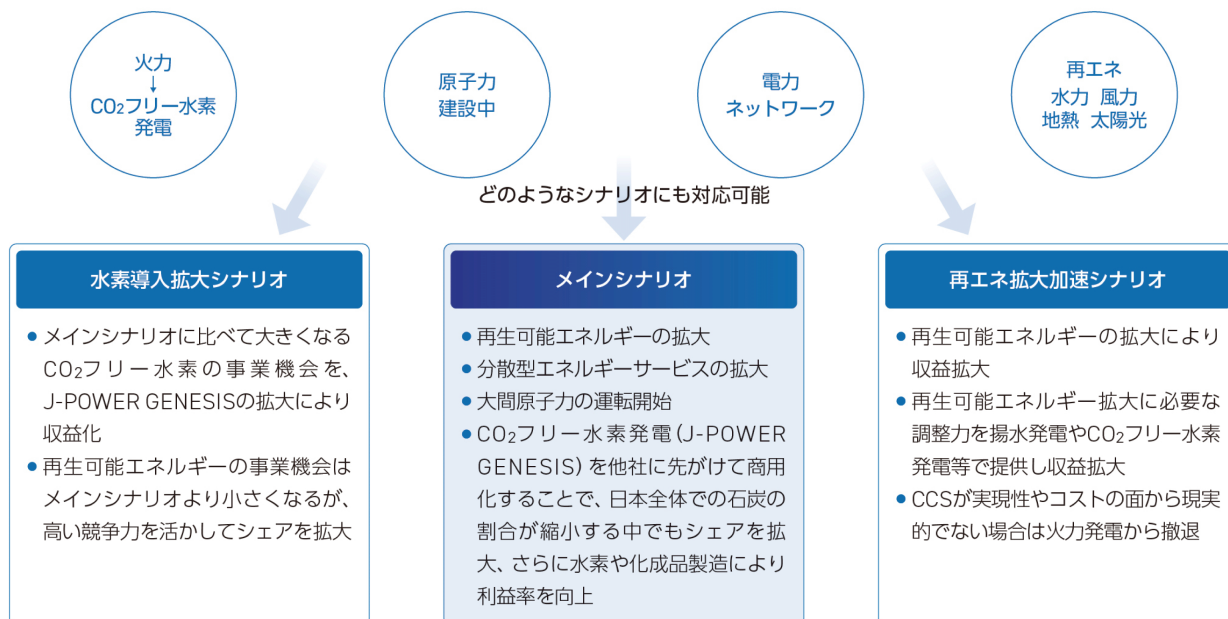 火力
↓
CO₂フリー水素
発電
原子力
建設中
電力
ネットワーク
再エネ
水力 風力
地熱 太陽光
どのようなシナリオにも対応可能
水素導入拡大シナリオ
●メインシナリオに比べて大きくなる
CO₂フリー水素の事業機会を、
J-POWER GENESISの拡大により
収益化
●再生可能エネルギーの事業機会は
メインシナリオより小さくなるが、
高い競争力を活かしてシェアを拡大
メインシナリオ
●再生可能エネルギーの拡大
●分散型エネルギーサービスの拡大
●大間原子力の運転開始
●CO₂フリー水素発電(J-POWER
GENESIS)を他社に先がけて商用
化することで、日本全体での石炭の
割合が縮小する中でもシェアを拡
大、さらに水素や化成品製造により
利益率を向上
再エネ拡大加速シナリオ
●再生可能エネルギーの拡大により
収益拡大
●再生可能エネルギー拡大に必要な
調整力を揚水発電やCO₂フリー水素
発電等で提供し収益拡大
●CCSが実現性やコストの面から現実
的でない場合は火力発電から撤退